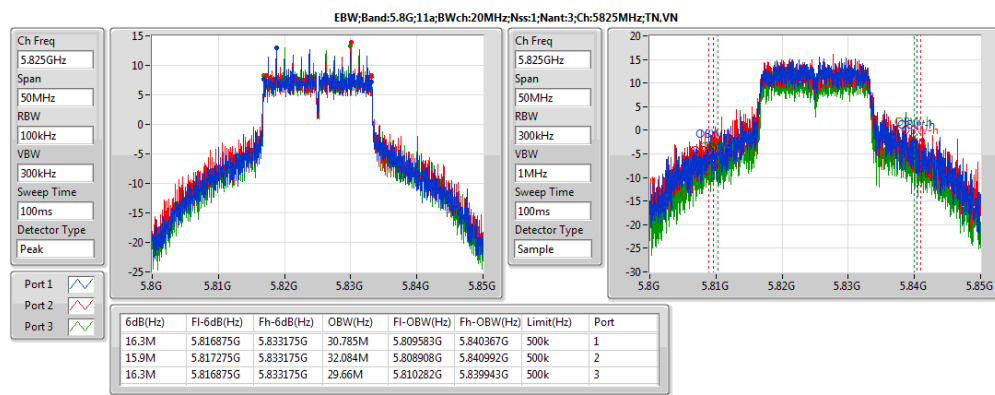 EBW;Band:5.8G;11a;BWch:20MHz;Nss:1;Nant:3;Ch:5825MHz;TN,VN
Ch Freq
5.825GHz
Span
50MHz
RBW
100kHz
VBW
300kHz
Sweep Time
100ms
Detector Type
Peak
15
10
5
0
-5
-10
-15
-20
-25
5.8G 5.81G 5.82G 5.83G 5.84G 5.85G
Ch Freq
5.825GHz
Span
50MHz
RBW
300kHz
VBW
1MHz
Sweep Time
100ms
Detector Type
Sample
20
15
10
5
0
-5
-10
-15
-20
-25
-30
5.8G 5.81G 5.82G 5.83G 5.84G 5.85G
Port 1
Port 2
Port 3
6dB(Hz) Fl-6dB(Hz) Fh-6dB(Hz) OBW(Hz) Fl-OBW(Hz) Fh-OBW(Hz) Limit(Hz) Port
16.3M 5.816875G 5.833175G 30.785M 5.809583G 5.840367G 500k 1
15.9M 5.817275G 5.833175G 32.084M 5.808908G 5.840992G 500k 2
16.3M 5.816875G 5.833175G 29.66M 5.810282G 5.839943G 500k 3